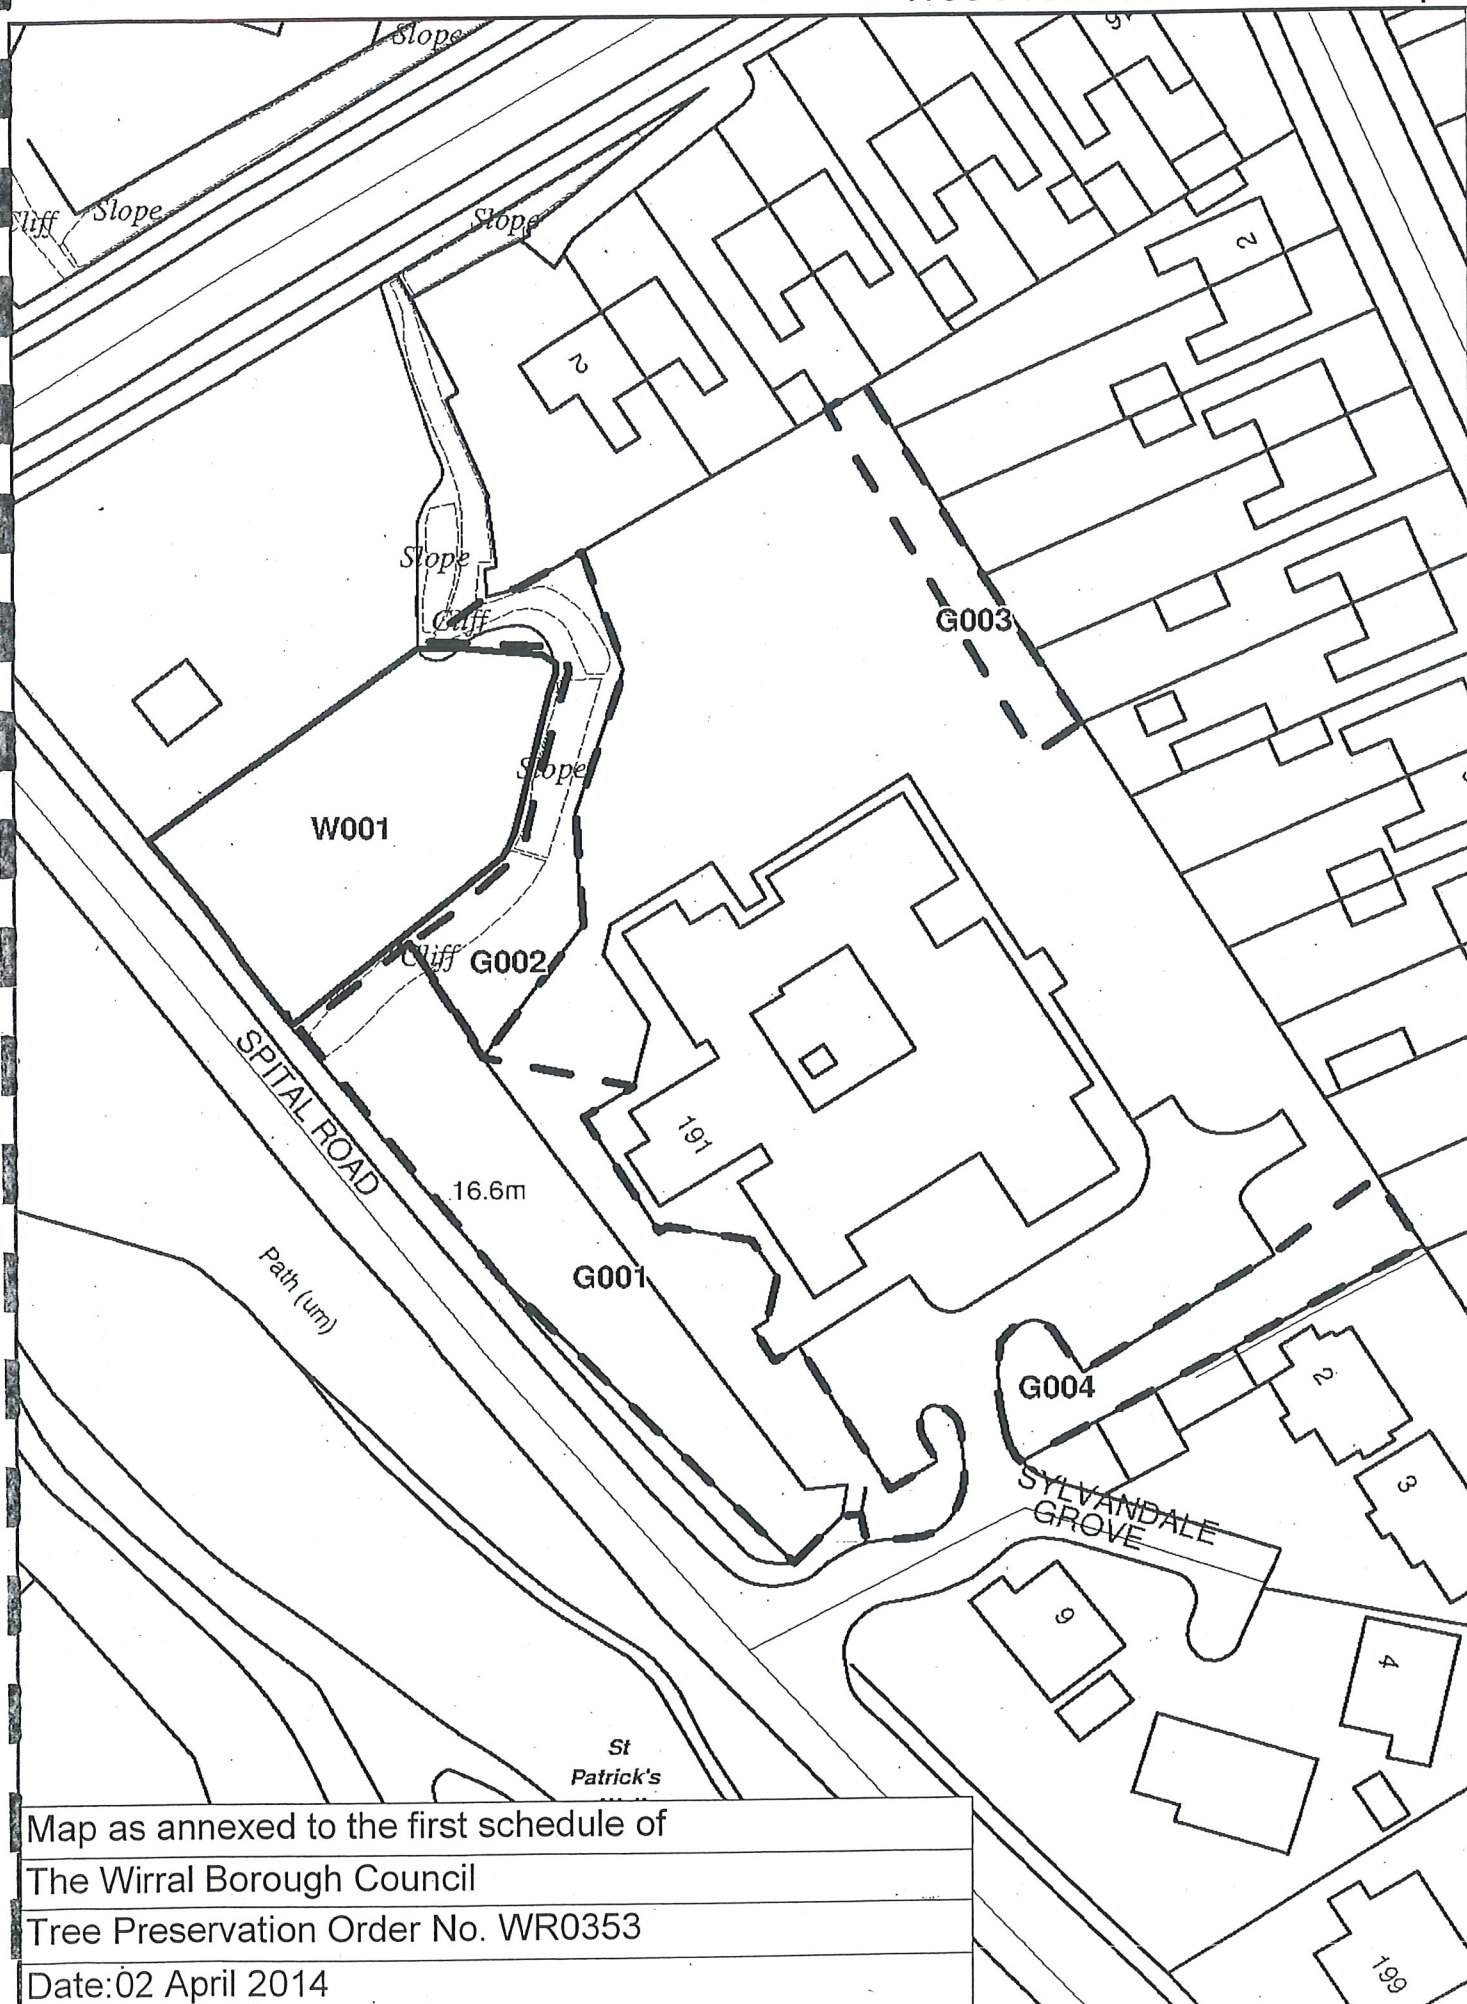 Slope
Cliff
Slope
Slope
2
2
Slope
Cliff
G003
Slope
W001
Cliff
G002
SPITAL ROAD
191
16.6m
Path (um)
G001
G004
2
3
SYLVANDALE
GROVE
9
4
St
Patrick's
199
Map as annexed to the first schedule of
The Wirral Borough Council
Tree Preservation Order No. WR0353
Date:02 April 2014